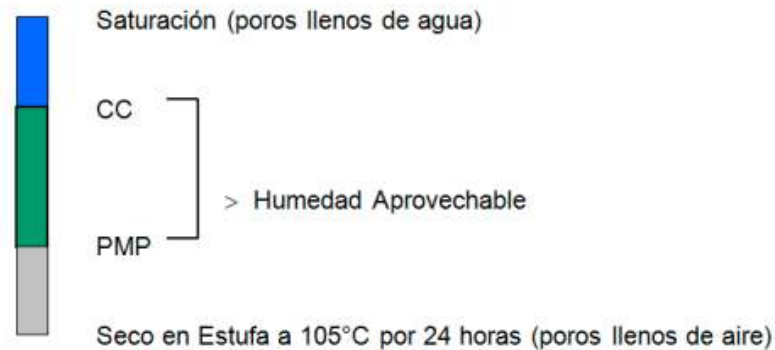 Saturación (poros llenos de agua)
CC
> Humedad Aprovechable
PMP
Seco en Estufa a 105°C por 24 horas (poros llenos de aire)